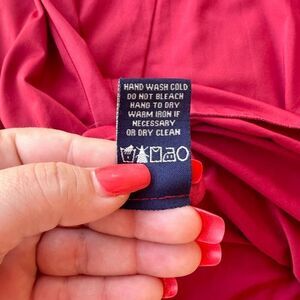 HAND WASH COLD
DO NOT BLEACH
HANG TO DRY
WARM IRON IF
NECESSARY
OR DRY CLEAN